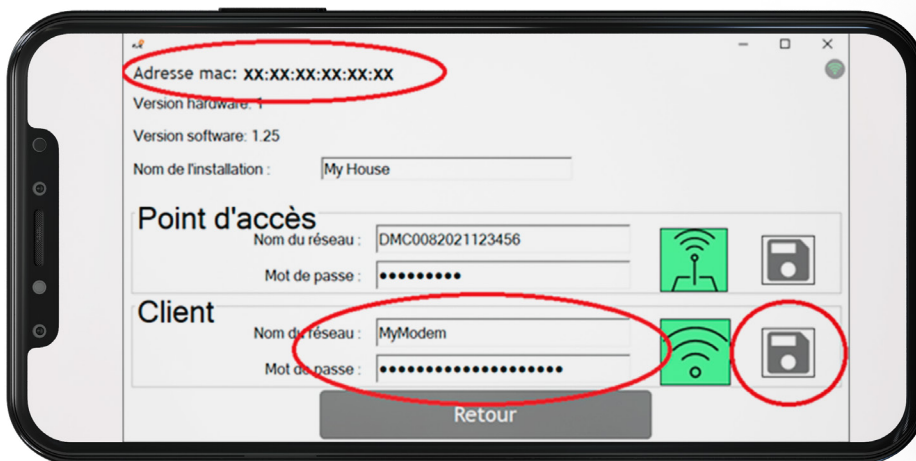 Adresse mac: XX:XX:XX:XX:XX:XX
Version hardware: 1
Version software: 1.25
Nom de l'installation : My House
Point d'accès
Nom du réseau : DMC0082021123456
Mot de passe : •••••••••
Client
Nom du réseau : MyModem
Mot de passe : ••••••••••••••••••••
Retour